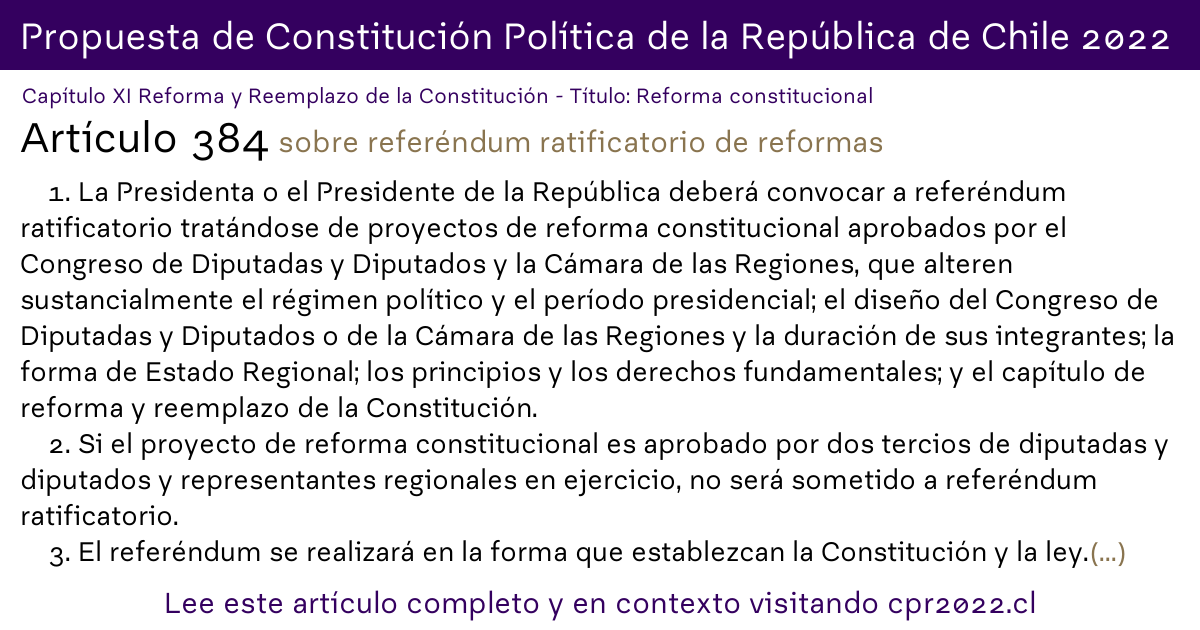 Propuesta de Constitución Política de la República de Chile 2022
Capítulo XI Reforma y Reemplazo de la Constitución - Título: Reforma constitucional
Artículo 384 sobre referéndum ratificatorio de reformas
1. La Presidenta o el Presidente de la República deberá convocar a referéndum
ratificatorio tratándose de proyectos de reforma constitucional aprobados por el
Congreso de Diputadas y Diputados y la Cámara de las Regiones, que alteren
sustancialmente el régimen político y el período presidencial; el diseño del Congreso de
Diputadas y Diputados o de la Cámara de las Regiones y la duración de sus integrantes; la
forma de Estado Regional; los principios y los derechos fundamentales; y el capítulo de
reforma y reemplazo de la Constitución.
2. Si el proyecto de reforma constitucional es aprobado por dos tercios de diputadas y
diputados y representantes regionales en ejercicio, no será sometido a referéndum
ratificatorio.
3. El referéndum se realizará en la forma que establezcan la Constitución y la ley.(...)
Lee este artículo completo y en contexto visitando cpr2022.cl